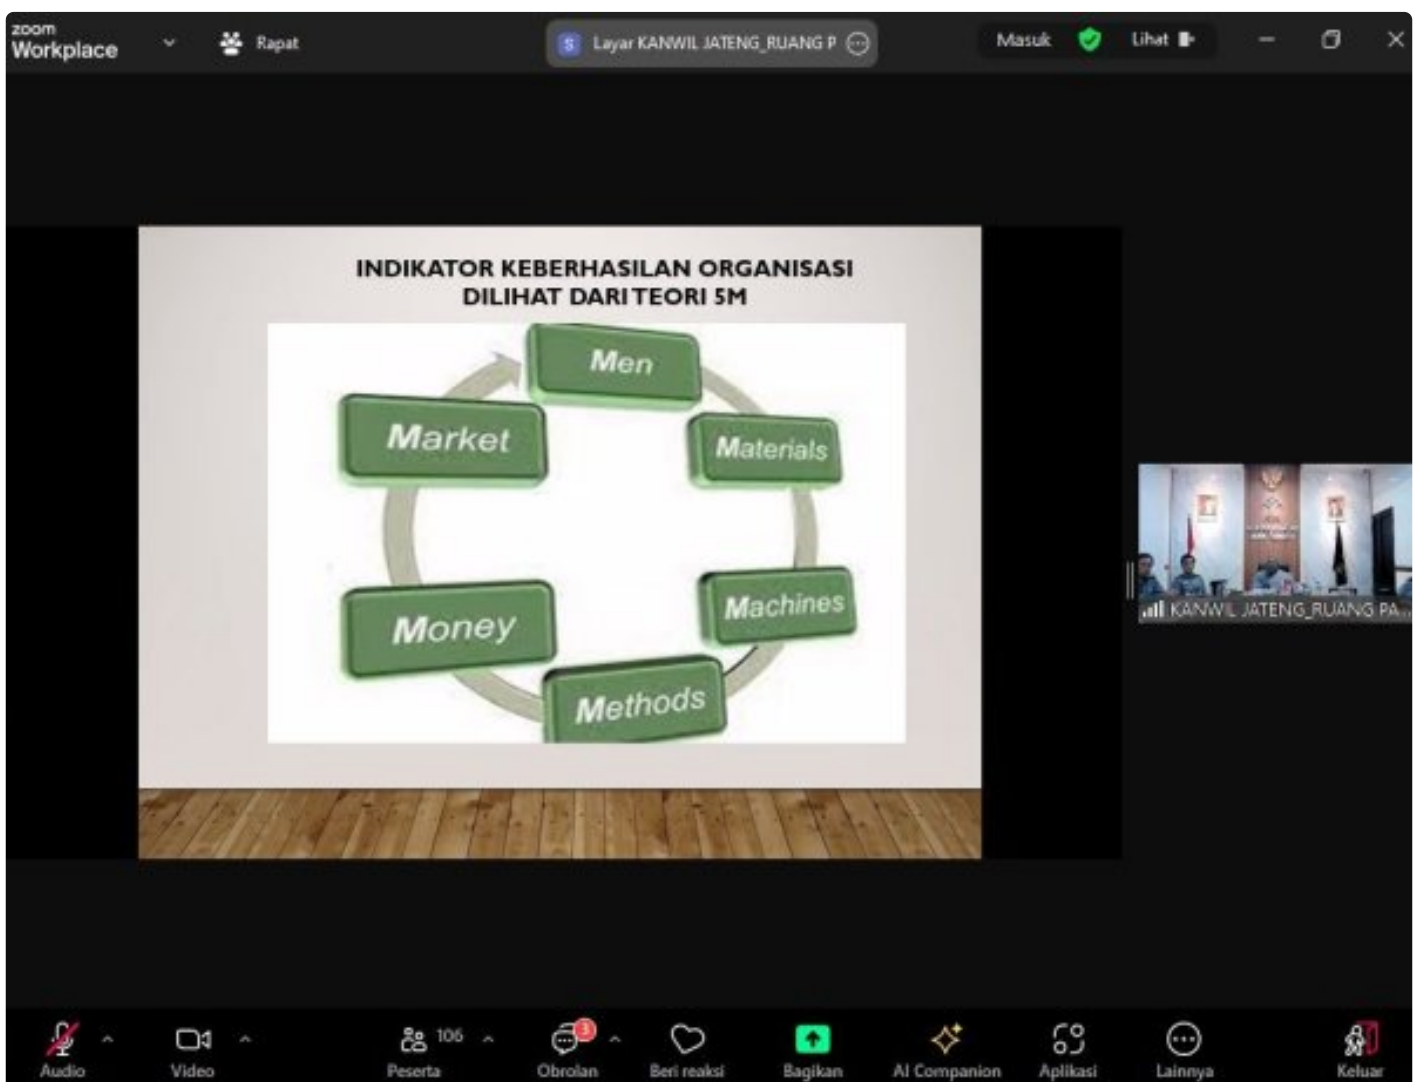 zoom
Workplace
Rapat
S
Layar KANWIL JATENG_RUANG P
Masuk
Lihat
INDIKATOR KEBERHASILAN ORGANISASI
DILIHAT DARI TEORI 5M
Men
Market
Materials
Money
Machines
Methods
KANWIL JATENG_RUANG PA...
Audio
Video
106
Peserta
3
Obrolan
Beri reaksi
Bagikan
AI Companion
Aplikasi
Lainnya
Keluar